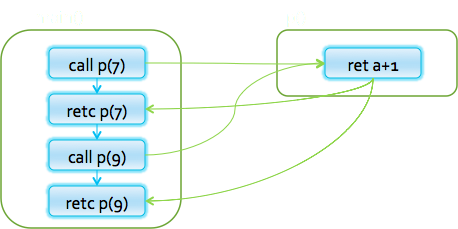 call p(7)
retc p(7)
call p(9)
retc p(9)
ret a+1